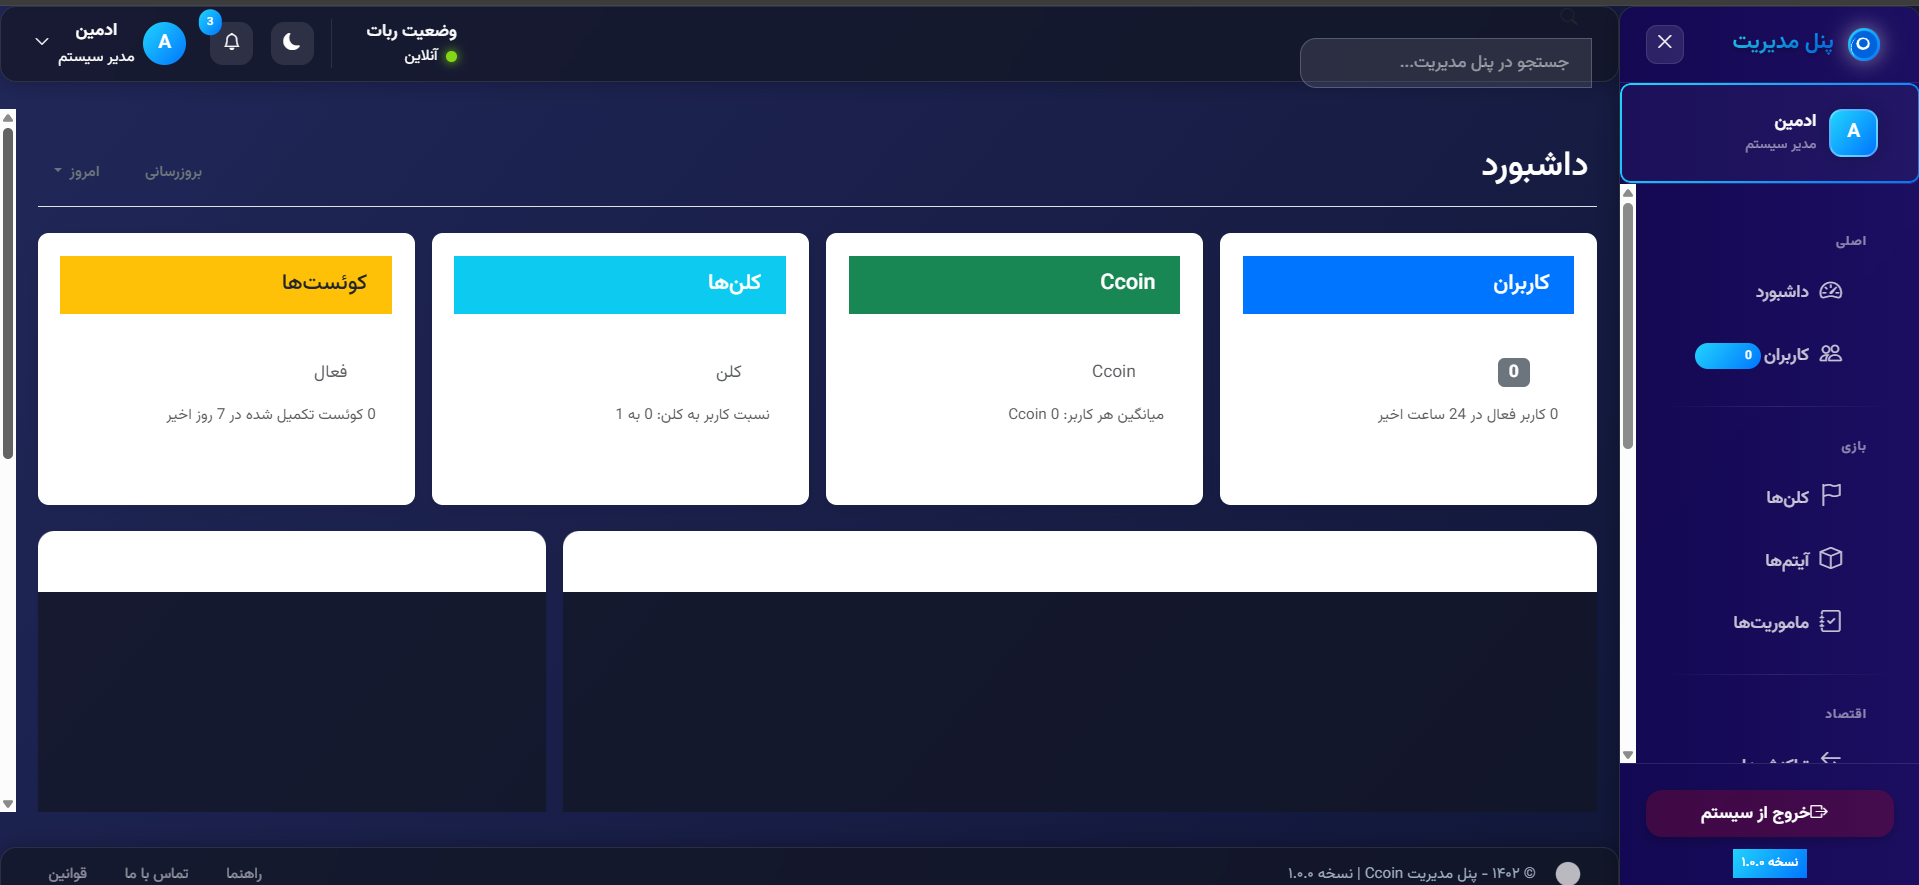 پنل مدیریت
ادمین
A
مدیر سیستم
اصلی
داشبورد
کاربران 0
بازی
کلن‌ها
آیتم‌ها
ماموریت‌ها
اقتصاد
خروج از سیستم
نسخه ۱.۰.۰
جستجو در پنل مدیریت...
وضعیت ربات
آنلاین
3
A
ادمین
مدیر سیستم
داشبورد
بروزرسانی
امروز
کاربران
0
0 کاربر فعال در 24 ساعت اخیر
Ccoin
Ccoin
میانگین هر کاربر: 0 Ccoin
کلن‌ها
کلن
نسبت کاربر به کلن: 0 به 1
کوئست‌ها
فعال
0 کوئست تکمیل شده در 7 روز اخیر
© ۱۴۰۲ - پنل مدیریت Ccoin | نسخه ۱.۰.۰
راهنما
تماس با ما
قوانین